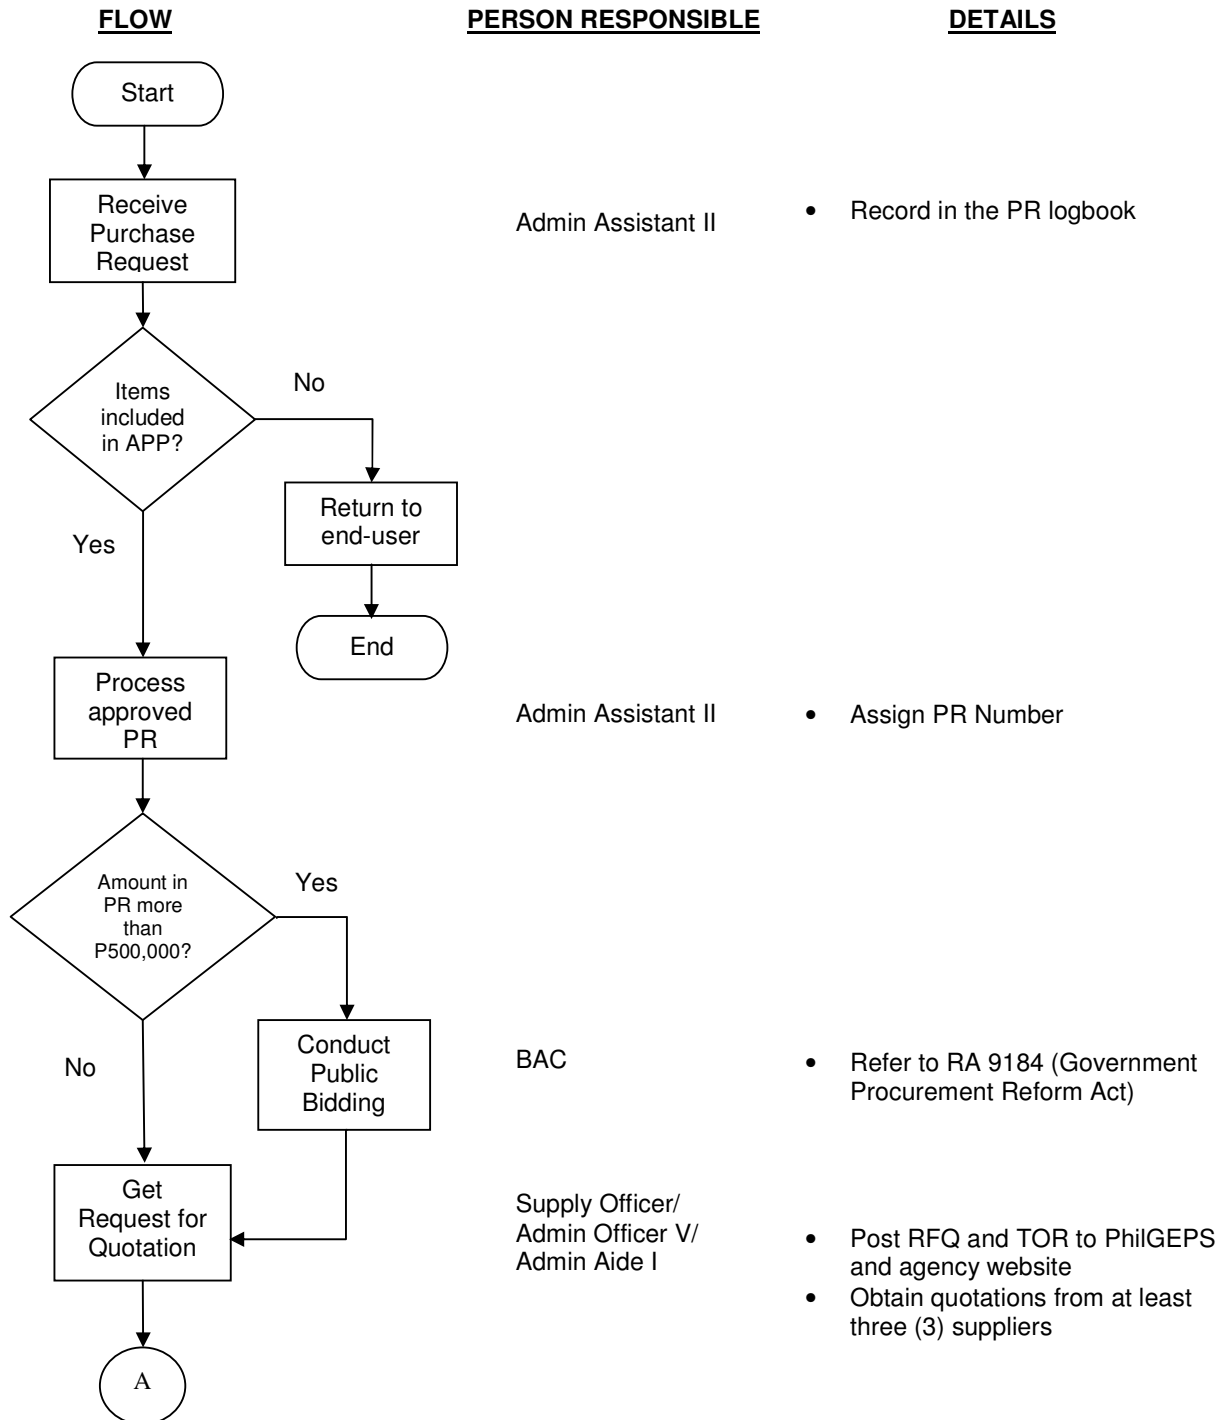 FLOW
PERSON RESPONSIBLE
DETAILS
Start
Receive
Purchase
Request
Admin Assistant II
• Record in the PR logbook
Items
included
in APP?
No
Yes
Return to
end-user
End
Process
approved
PR
Admin Assistant II
• Assign PR Number
Amount in
PR more
than
P500,000?
Yes
No
Conduct
Public
Bidding
BAC
• Refer to RA 9184 (Government
Procurement Reform Act)
Get
Request for
Quotation
Supply Officer/
Admin Officer V/
Admin Aide I
• Post RFQ and TOR to PhilGEPS
and agency website
• Obtain quotations from at least
three (3) suppliers
A